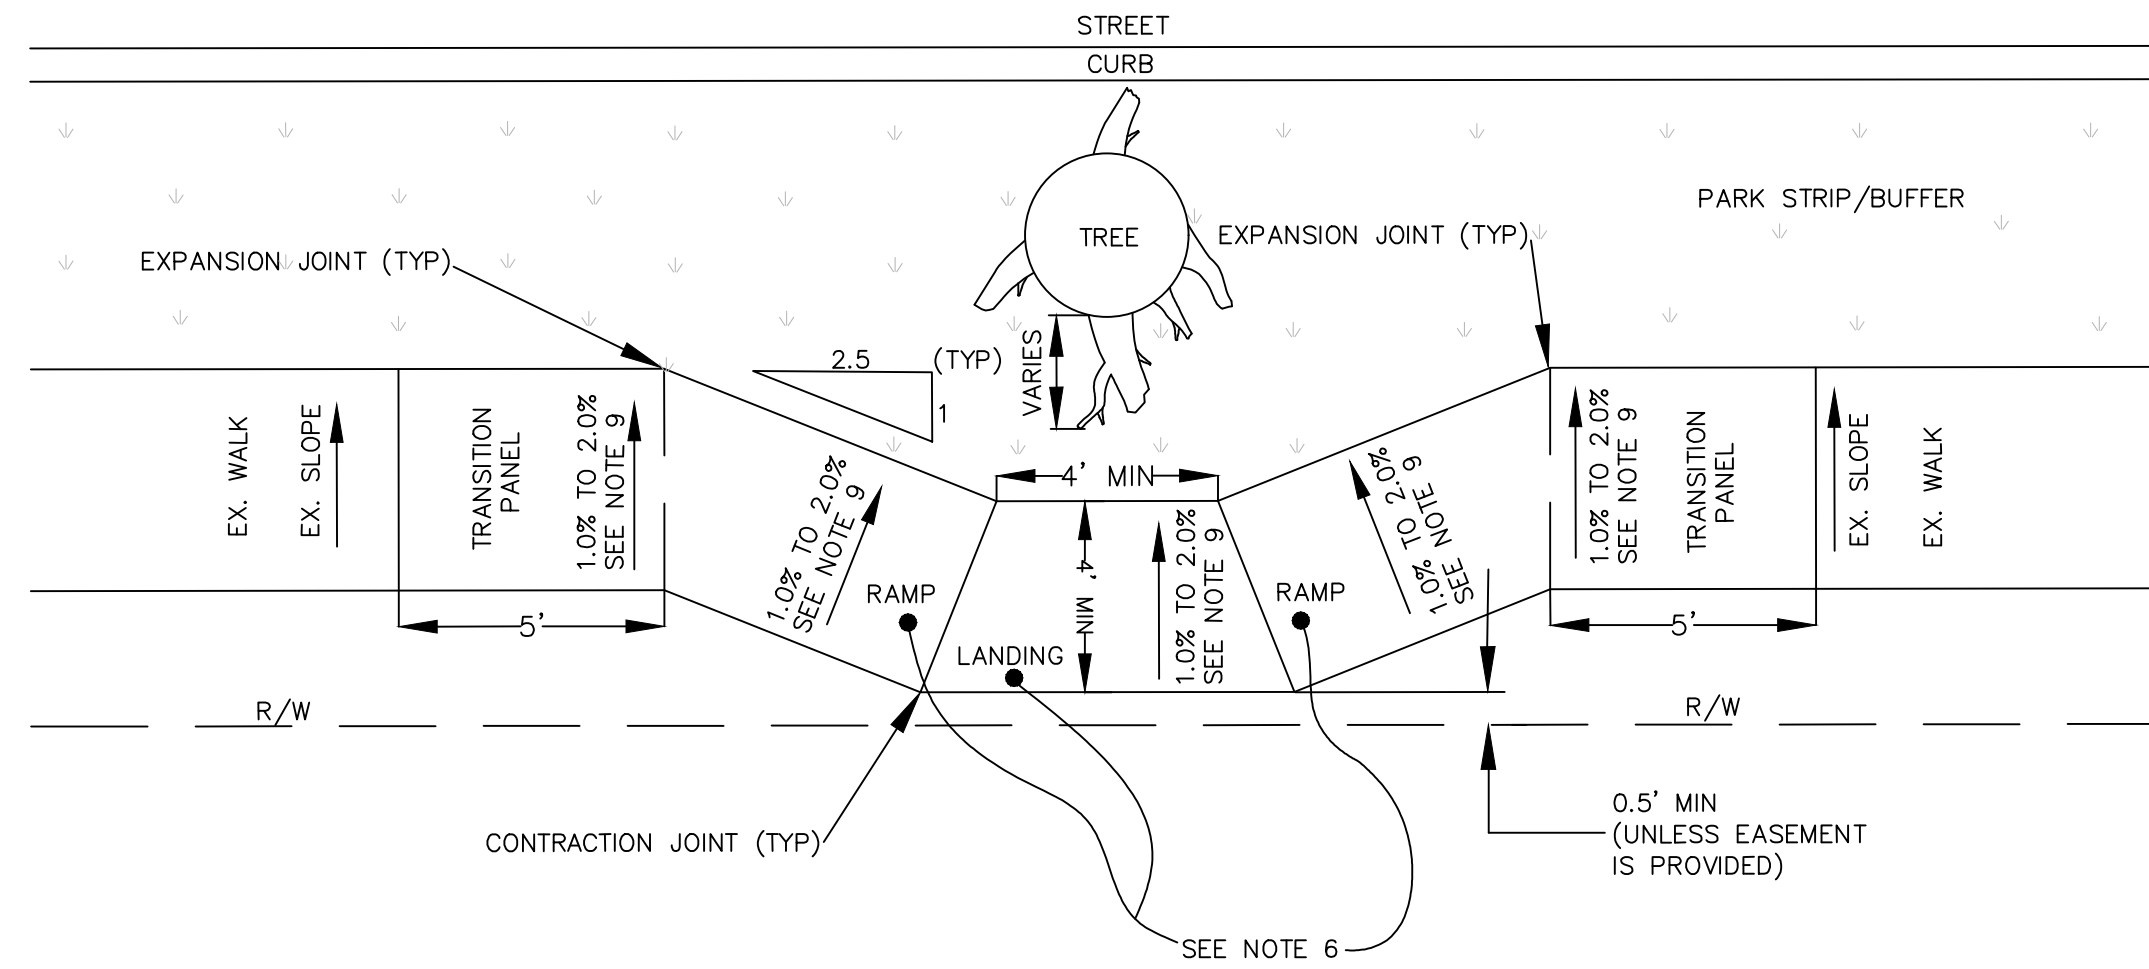 STREET
CURB
PARK STRIP/BUFFER
EXPANSION JOINT (TYP)
TREE
EXPANSION JOINT (TYP)
2.5
(TYP)
1
VARIES
EX. WALK
EX. SLOPE
TRANSITION
PANEL
1.0% TO 2.0%
SEE NOTE 9
1.0% TO 2.0%
SEE NOTE 9
4' MIN
4' MIN
1.0% TO 2.0%
SEE NOTE 9
1.0% TO 2.0%
SEE NOTE 9
1.0% TO 2.0%
SEE NOTE 9
TRANSITION
PANEL
EX. SLOPE
EX. WALK
RAMP
RAMP
5'
5'
LANDING
R/W
R/W
CONTRACTION JOINT (TYP)
0.5' MIN
(UNLESS EASEMENT
IS PROVIDED)
SEE NOTE 6